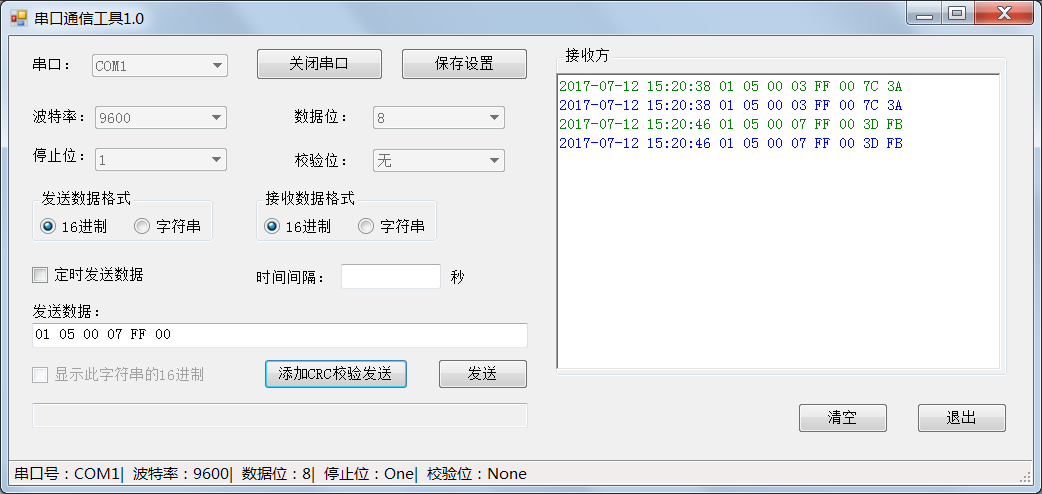 串口通信工具1.0
串口： COM1 关闭串口 保存设置
波特率： 9600 数据位： 8
停止位： 1 校验位： 无
发送数据格式 接收数据格式
16进制 字符串 16进制 字符串
定时发送数据 时间间隔： 秒
发送数据：
01 05 00 07 FF 00
显示此字符串的16进制 添加CRC校验发送 发送
接收方
2017-07-12 15:20:38 01 05 00 03 FF 00 7C 3A
2017-07-12 15:20:38 01 05 00 03 FF 00 7C 3A
2017-07-12 15:20:46 01 05 00 07 FF 00 3D FB
2017-07-12 15:20:46 01 05 00 07 FF 00 3D FB
清空 退出
串口号：COM1| 波特率：9600| 数据位：8| 停止位：One| 校验位：None